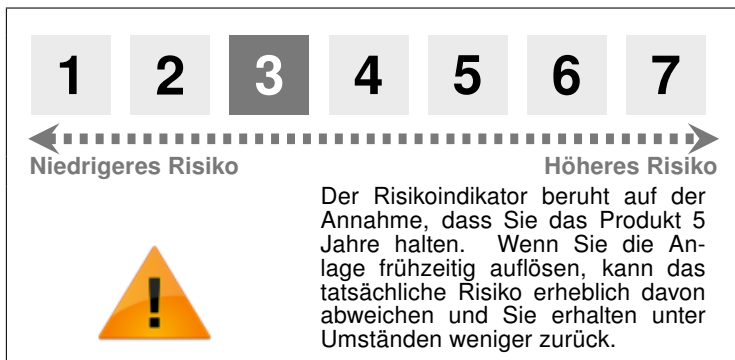 1 2 3 4 5 6 7
Niedrigeres Risiko Höheres Risiko
Der Risikoindikator beruht auf der
Annahme, dass Sie das Produkt 5
Jahre halten. Wenn Sie die An-
lage frühzeitig auflösen, kann das
tatsächliche Risiko erheblich davon
abweichen und Sie erhalten unter
Umständen weniger zurück.
!